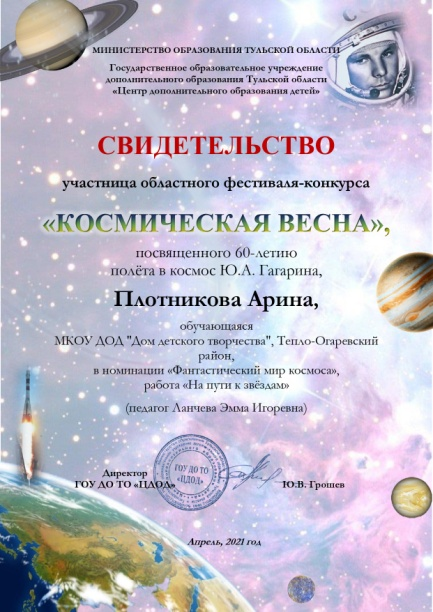 МИНИСТЕРСТВО ОБРАЗОВАНИЯ ТУЛЬСКОЙ ОБЛАСТИ
Государственное образовательное учреждение
дополнительного образования Тульской области
«Центр дополнительного образования детей»
СВИДЕТЕЛЬСТВО
участница областного фестиваля-конкурса
«КОСМИЧЕСКАЯ ВЕСНА»,
посвященного 60-летию
полёта в космос Ю.А. Гагарина,
Плотникова Арина,
обучающаяся
МКОУ ДОД "Дом детского творчества", Тепло-Огаревский
район,
в номинации «Фантастический мир космоса»,
работа «На пути к звёздам»
(педагог Ланчева Эмма Игоревна)
ГОУ ДО ТО
«ЦДОД»
Директор
ГОУ ДО ТО «ЦДОД»
Ю.В. Грошев
Апрель, 2021 год